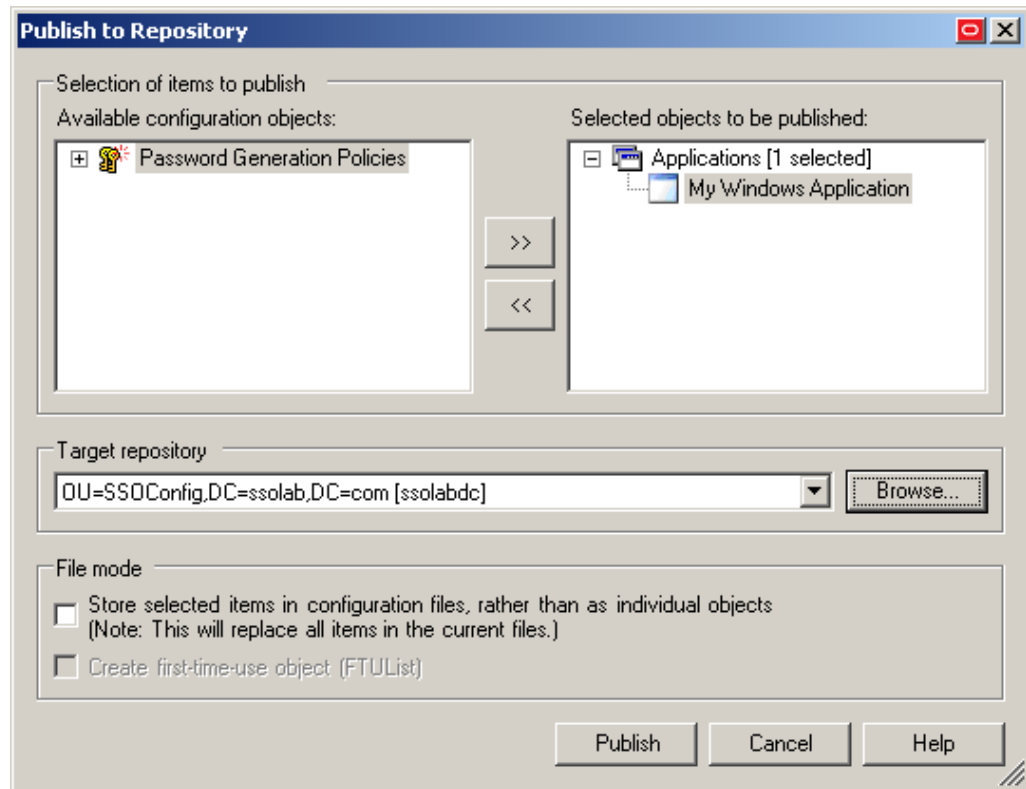 Publish to Repository
Selection of items to publish
Available configuration objects:
Password Generation Policies
>>
<<
Selected objects to be published:
Applications [1 selected]
My Windows Application
Target repository
OU=SSOConfig,DC=ssolab,DC=com [ssolabdc]
Browse...
File mode
Store selected items in configuration files, rather than as individual objects
(Note: This will replace all items in the current files.)
Create first-time-use object (FTUList)
Publish
Cancel
Help